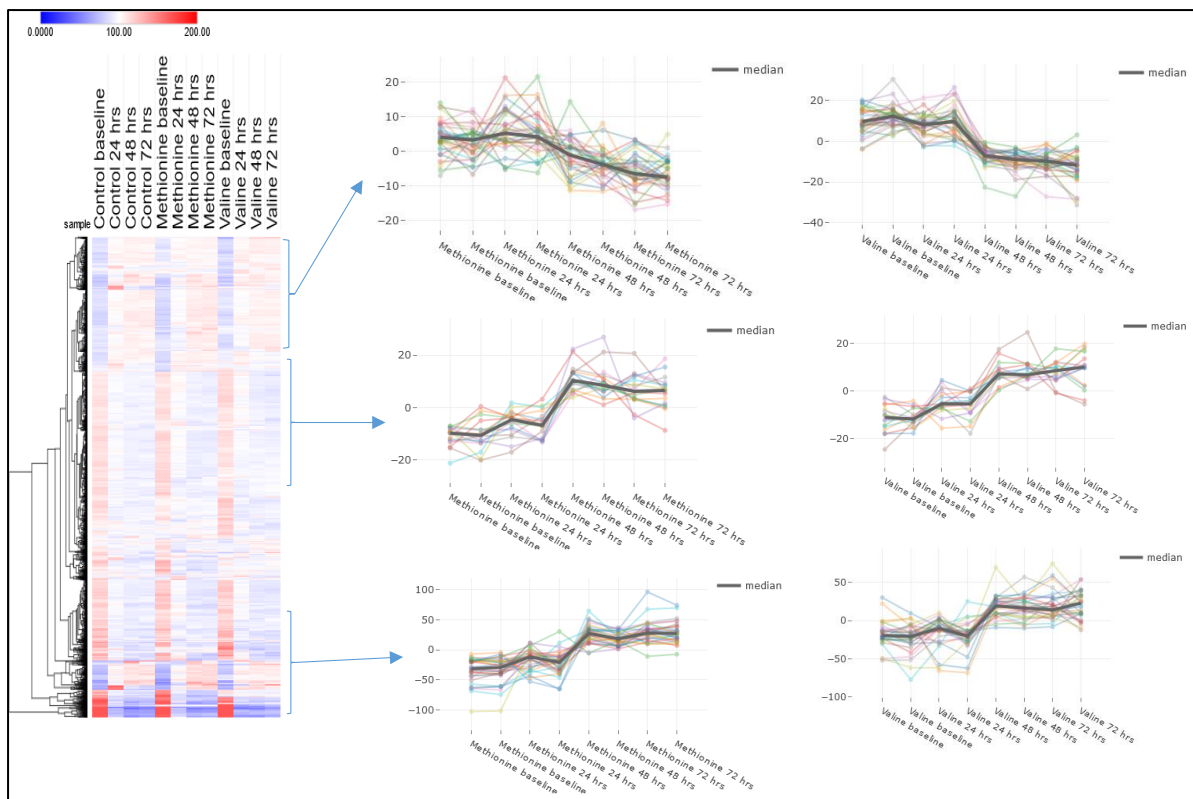 0.0000 100.00 200.00
sample
Control baseline
Control 24 hrs
Control 48 hrs
Control 72 hrs
Methionine baseline
Methionine 24 hrs
Methionine 48 hrs
Methionine 72 hrs
Valine baseline
Valine 24 hrs
Valine 48 hrs
Valine 72 hrs
median
20
10
0
−10
−20
Methionine baseline
Methionine baseline
Methionine 24 hrs
Methionine 24 hrs
Methionine 48 hrs
Methionine 48 hrs
Methionine 72 hrs
Methionine 72 hrs
median
20
0
−20
−40
Valine baseline
Valine baseline
Valine 24 hrs
Valine 24 hrs
Valine 48 hrs
Valine 48 hrs
Valine 72 hrs
Valine 72 hrs
median
20
0
−20
Methionine baseline
Methionine baseline
Methionine 24 hrs
Methionine 24 hrs
Methionine 48 hrs
Methionine 48 hrs
Methionine 72 hrs
Methionine 72 hrs
median
20
0
−20
Valine baseline
Valine baseline
Valine 24 hrs
Valine 24 hrs
Valine 48 hrs
Valine 48 hrs
Valine 72 hrs
Valine 72 hrs
median
100
50
0
−50
−100
Methionine baseline
Methionine baseline
Methionine 24 hrs
Methionine 24 hrs
Methionine 48 hrs
Methionine 48 hrs
Methionine 72 hrs
Methionine 72 hrs
median
50
0
−50
−100
Valine baseline
Valine baseline
Valine 24 hrs
Valine 24 hrs
Valine 48 hrs
Valine 48 hrs
Valine 72 hrs
Valine 72 hrs